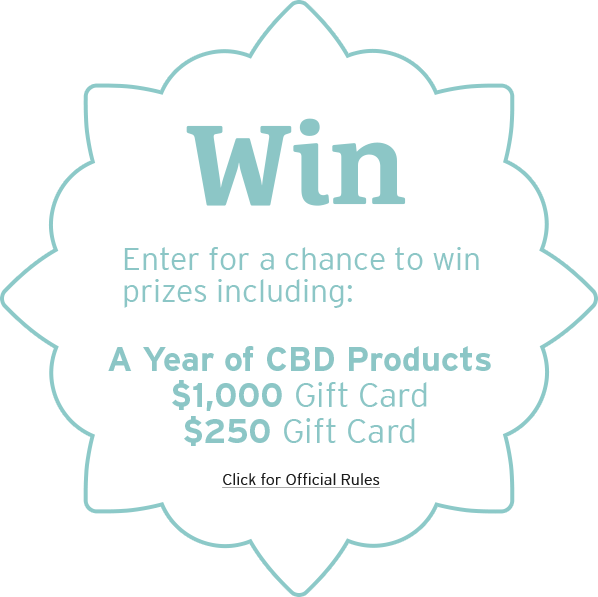 Win
Enter for a chance to win
prizes including:
A Year of CBD Products
$1,000 Gift Card
$250 Gift Card
Click for Official Rules